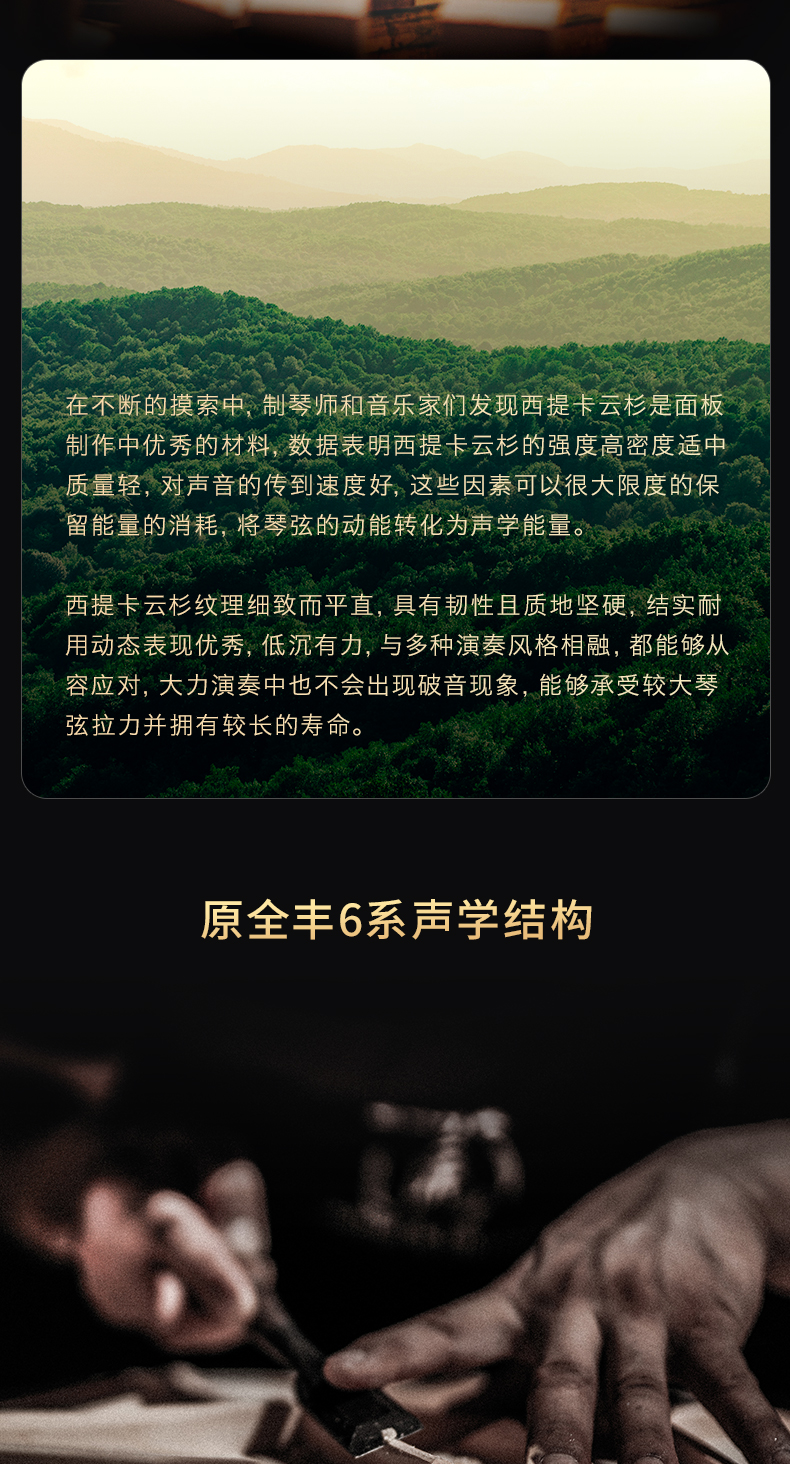 在不断的摸索中, 制琴师和音乐家们发现西提卡云杉是面板
制作中优秀的材料, 数据表明西提卡云杉的强度高密度适中
质量轻, 对声音的传到速度好, 这些因素可以很大限度的保
留能量的消耗, 将琴弦的动能转化为声学能量。
西提卡云杉纹理细致而平直, 具有韧性且质地坚硬, 结实耐
用动态表现优秀, 低沉有力, 与多种演奏风格相融, 都能够从
容应对, 大力演奏中也不会出现破音现象, 能够承受较大琴
弦拉力并拥有较长的寿命。
原全丰6系声学结构